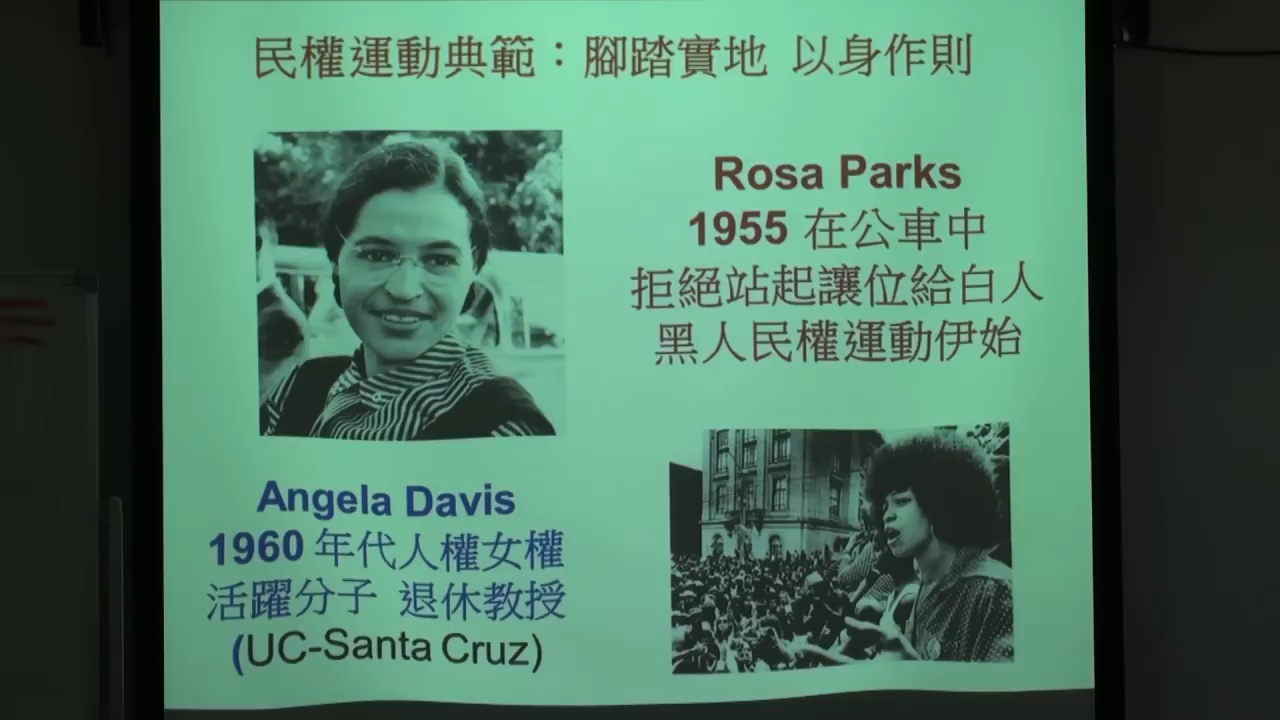 民權運動典範：腳踏實地 以身作則
Rosa Parks
1955 在公車中
拒絕站起讓位給白人
黑人民權運動伊始
Angela Davis
1960 年代人權女權
活躍分子 退休教授
(UC-Santa Cruz)